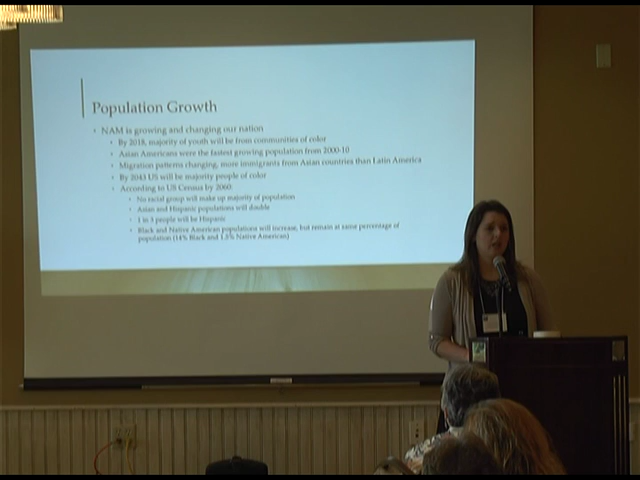 Population Growth
• NAM is growing and changing our nation
• By 2018, majority of youth will be from communities of color
• Asian Americans were the fastest growing population from 2000-10
• Migration patterns changing, more immigrants from Asian countries than Latin America
• By 2043 US will be majority people of color
• According to US Census by 2060:
• No racial group will make up majority of population
• Asian and Hispanic populations will double
• 1 in 3 people will be Hispanic
• Black and Native American populations will increase, but remain at same percentage of
population (14% Black and 1.5% Native American)